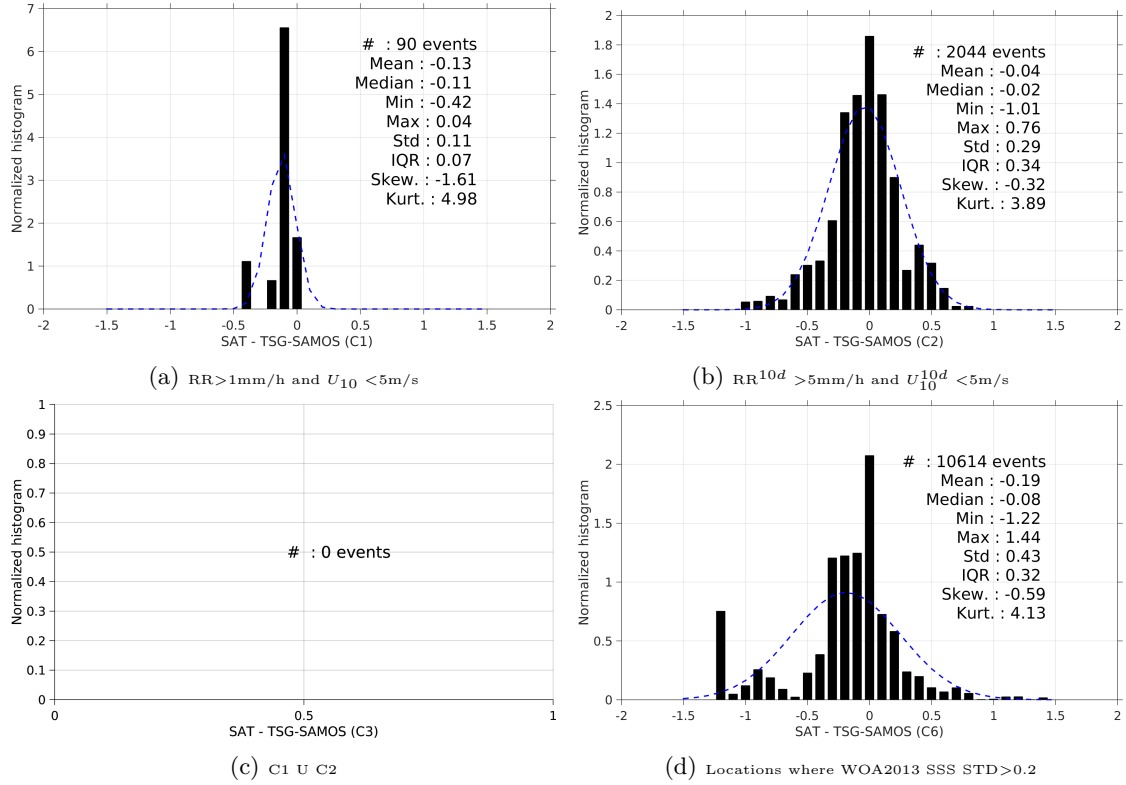 7
6
5
4
3
2
1
0
Normalized histogram
# : 90 events
Mean : -0.13
Median : -0.11
Min : -0.42
Max : 0.04
Std : 0.11
IQR : 0.07
Skew. : -1.61
Kurt. : 4.98
-2 -1.5 -1 -0.5 0 0.5 1 1.5 2
SAT - TSG-SAMOS (C1)
(a) RR>1mm/h and U10 <5m/s
2
1.8
1.6
1.4
1.2
1
0.8
0.6
0.4
0.2
0
Normalized histogram
# : 2044 events
Mean : -0.04
Median : -0.02
Min : -1.01
Max : 0.76
Std : 0.29
IQR : 0.34
Skew. : -0.32
Kurt. : 3.89
-2 -1.5 -1 -0.5 0 0.5 1 1.5 2
SAT - TSG-SAMOS (C2)
(b) RR10d >5mm/h and U10d10 <5m/s
1
0.9
0.8
0.7
0.6
0.5
0.4
0.3
0.2
0.1
0
Normalized histogram
# : 0 events
0 0.5 1
SAT - TSG-SAMOS (C3)
(c) C1 U C2
2.5
2
1.5
1
0.5
0
Normalized histogram
# : 10614 events
Mean : -0.19
Median : -0.08
Min : -1.22
Max : 1.44
Std : 0.43
IQR : 0.32
Skew. : -0.59
Kurt. : 4.13
-2 -1.5 -1 -0.5 0 0.5 1 1.5 2
SAT - TSG-SAMOS (C6)
(d) Locations where WOA2013 SSS STD>0.2